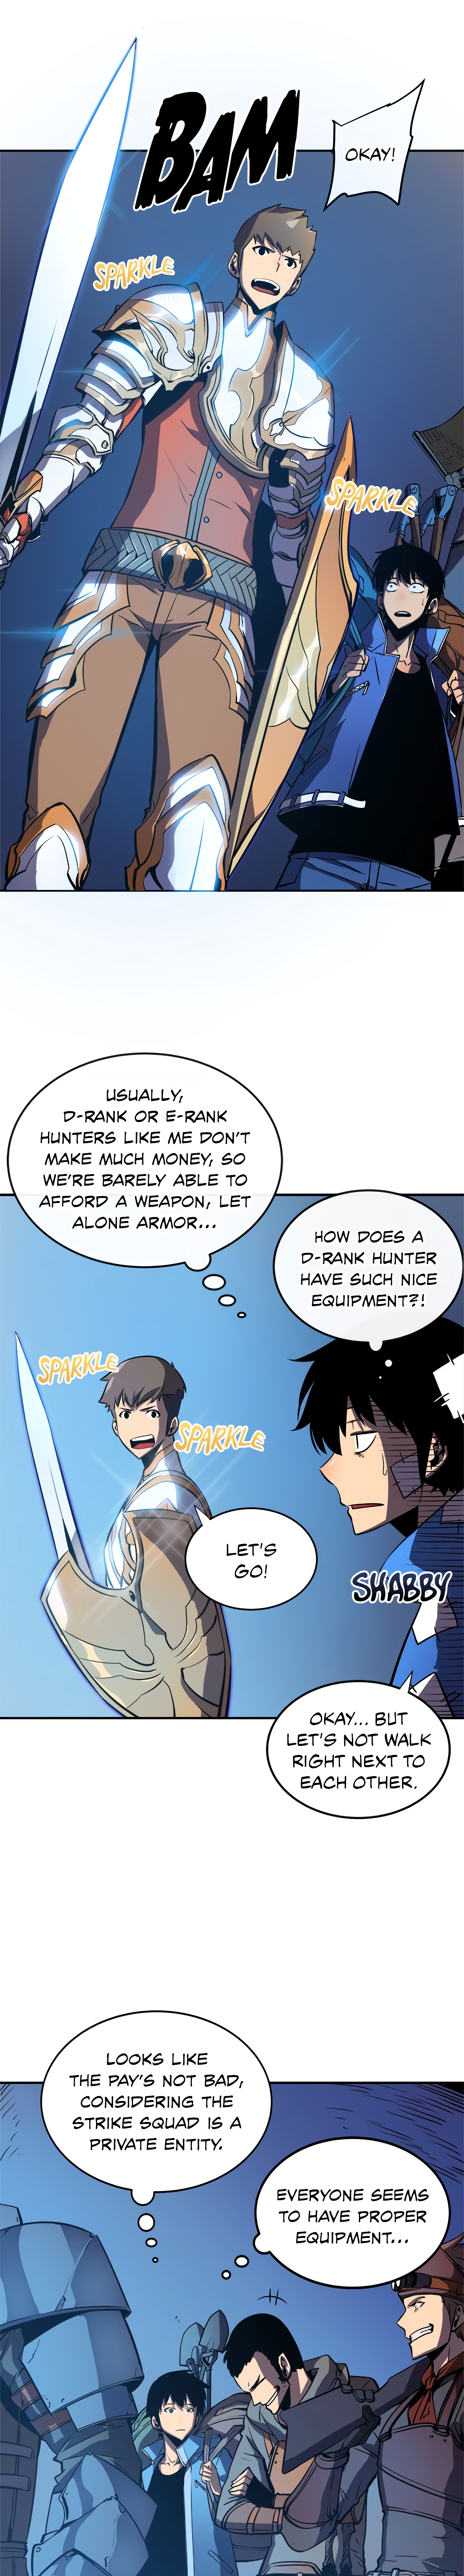 BAM
OKAY!
SPARKLE
SPARKLE
USUALLY,
D-RANK OR E-RANK
HUNTERS LIKE ME DON'T
MAKE MUCH MONEY, SO
WE'RE BARELY ABLE TO
AFFORD A WEAPON, LET
ALONE ARMOR...
HOW DOES A
D-RANK HUNTER
HAVE SUCH NICE
EQUIPMENT?!
SPARKLE
SPARKLE
LET'S
GO!
SHABBY
OKAY... BUT
LET'S NOT WALK
RIGHT NEXT TO
EACH OTHER.
LOOKS LIKE
THE PAY'S NOT BAD,
CONSIDERING THE
STRIKE SQUAD IS A
PRIVATE ENTITY.
EVERYONE SEEMS
TO HAVE PROPER
EQUIPMENT...